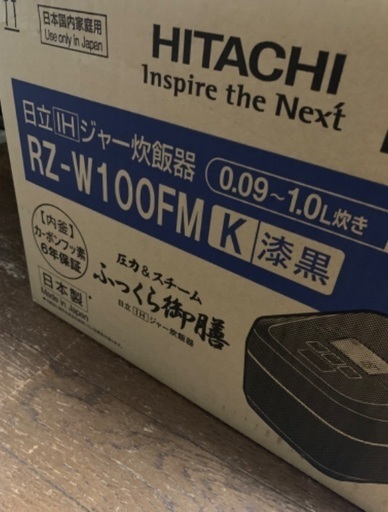 日本国内家庭用
Use only in Japan
HITACHI
Inspire the Next
日立IHジャー炊飯器
RZ-W100FM K 漆黒
0.09~1.0L炊き
【内釜】
カーボンフッ素
6年保証
日本製*
Made in Japan
圧力&スチーム
ふっくら御膳
日立IHジャー炊飯器